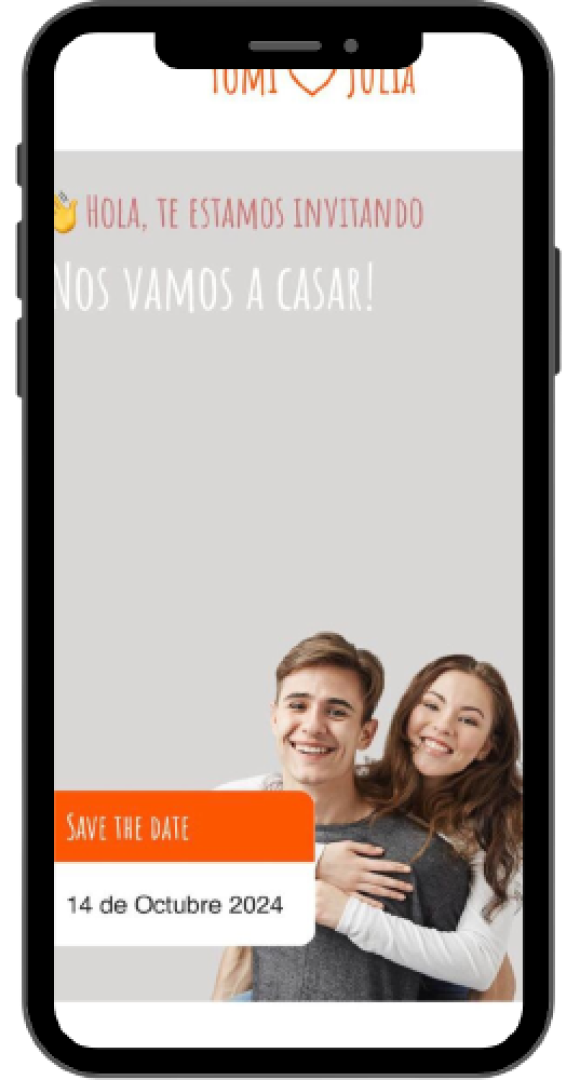 TOMI JULIA
👋 HOLA, TE ESTAMOS INVITANDO
NOS VAMOS A CASAR!
SAVE THE DATE
14 de Octubre 2024